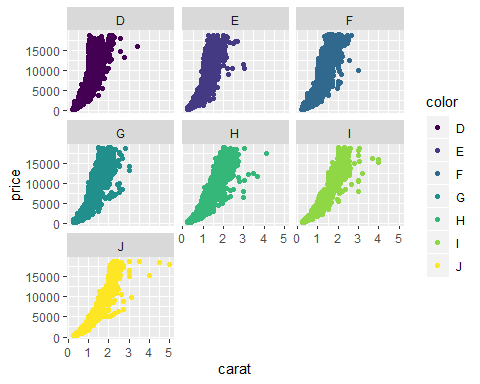 D E F
15000
10000
5000
0
G H I
15000
10000
5000
0
0 1 2 3 4 5 0 1 2 3 4 5
J
15000
10000
5000
0
0 1 2 3 4 5
carat
price
color
D
E
F
G
H
I
J